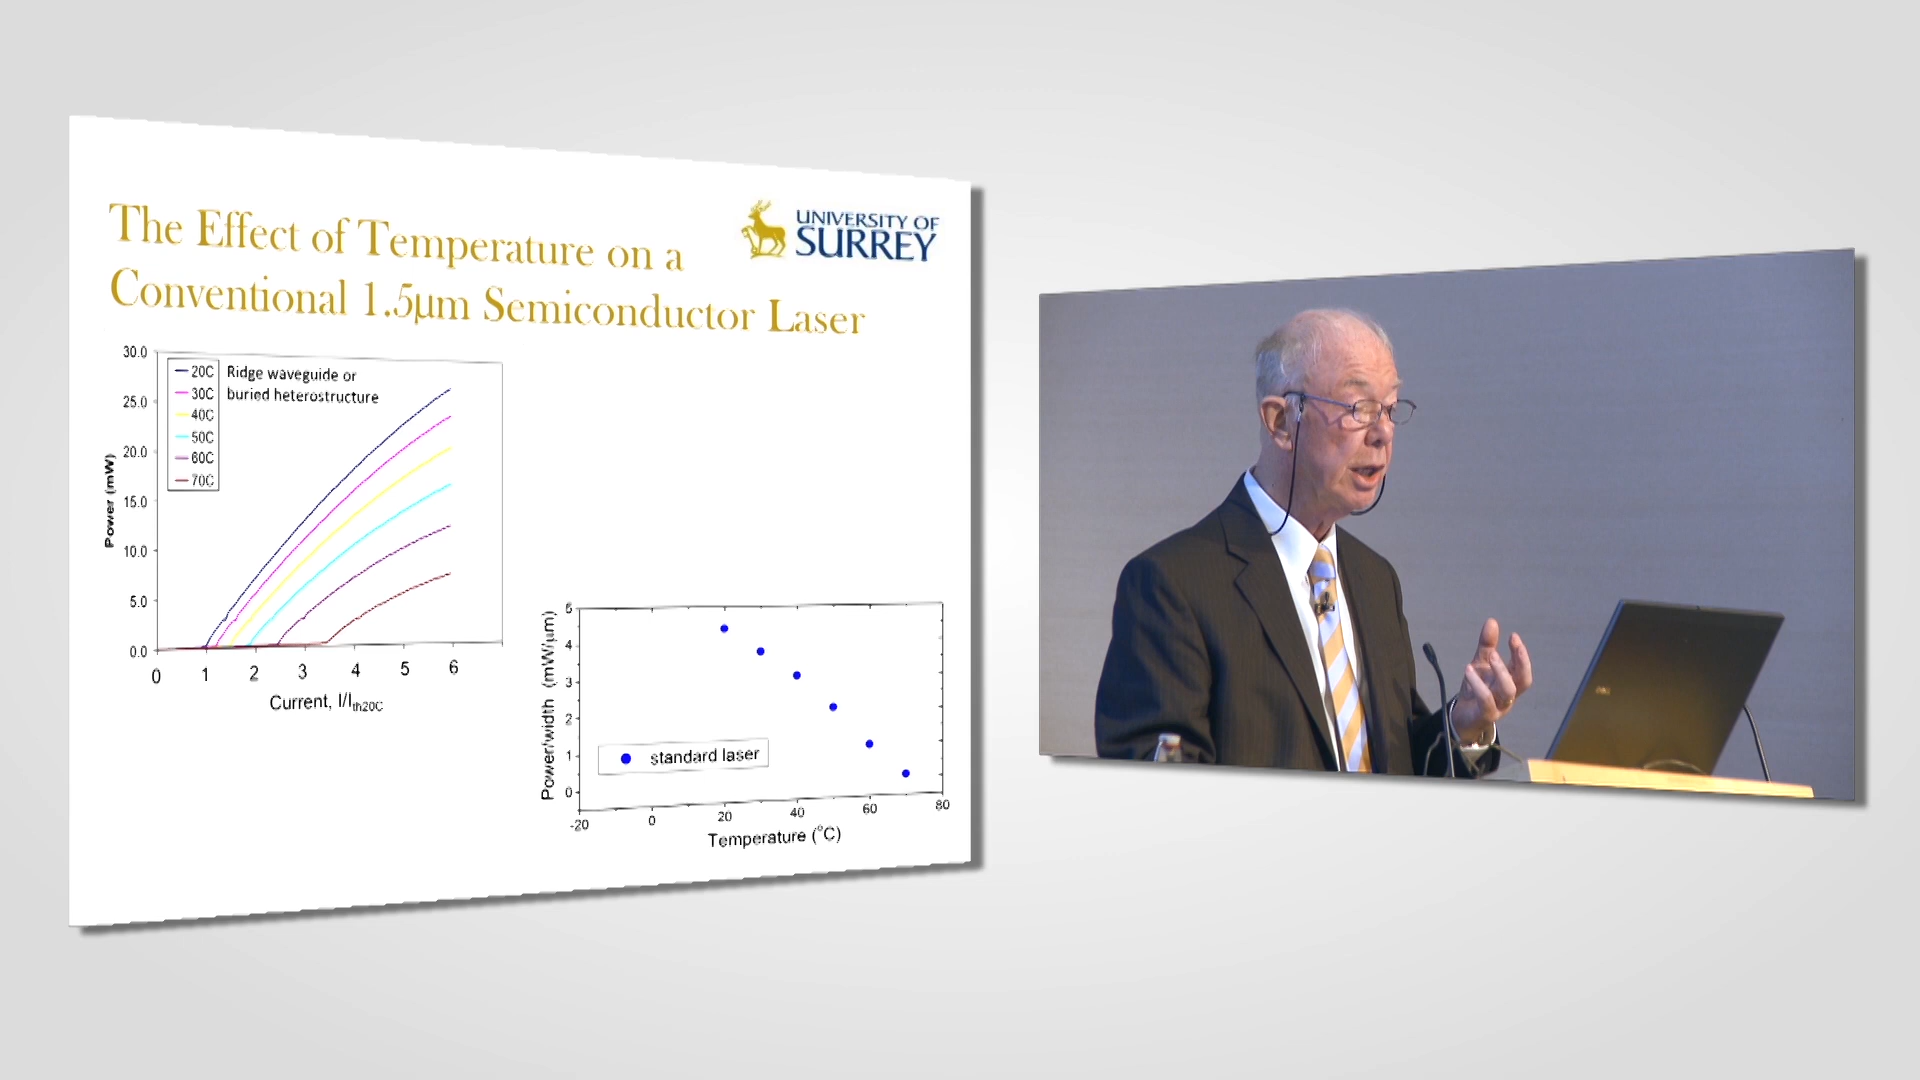 The Effect of Temperature on a
Conventional 1.5µm Semiconductor Laser
UNIVERSITY OF
SURREY
30.0
25.0
20.0
15.0
10.0
5.0
0.0
Power (mW)
20C
30C
40C
50C
60C
70C
Ridge waveguide or
buried heterostructure
0 1 2 3 4 5 6
Current, I/Ith20C
5
4
3
2
1
0
Power/width (mW/µm)
standard laser
-20 0 20 40 60 80
Temperature (°C)